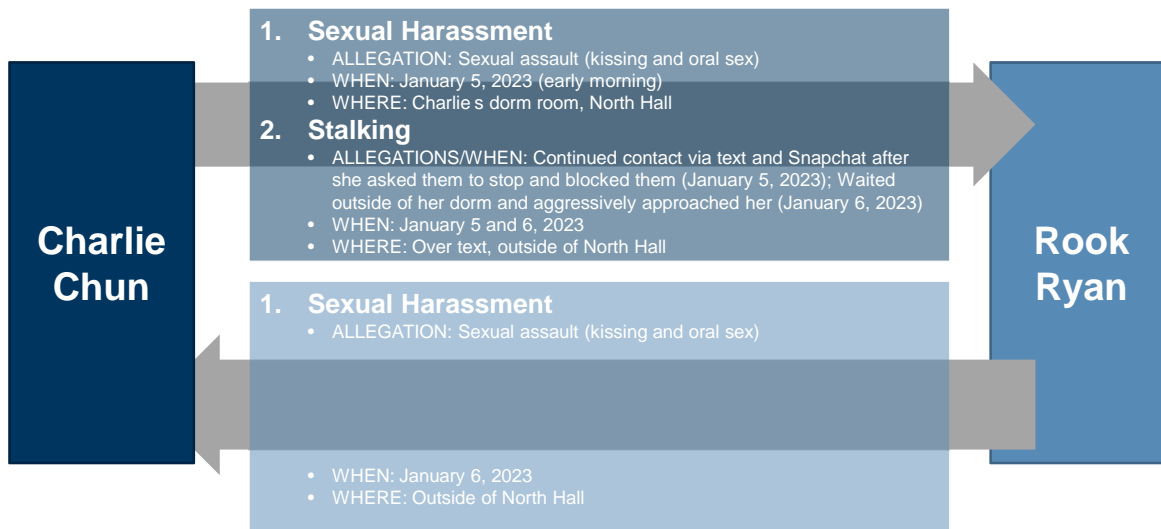 1. Sexual Harassment
• ALLEGATION: Sexual assault (kissing and oral sex)
• WHEN: January 5, 2023 (early morning)
• WHERE: Charlie s dorm room, North Hall
2. Stalking
• ALLEGATIONS/WHEN: Continued contact via text and Snapchat after
she asked them to stop and blocked them (January 5, 2023); Waited
outside of her dorm and aggressively approached her (January 6, 2023)
• WHEN: January 5 and 6, 2023
• WHERE: Over text, outside of North Hall
Charlie
Chun
Rook
Ryan
1. Sexual Harassment
• ALLEGATION: Sexual assault (kissing and oral sex)
• WHEN: January 6, 2023
• WHERE: Outside of North Hall